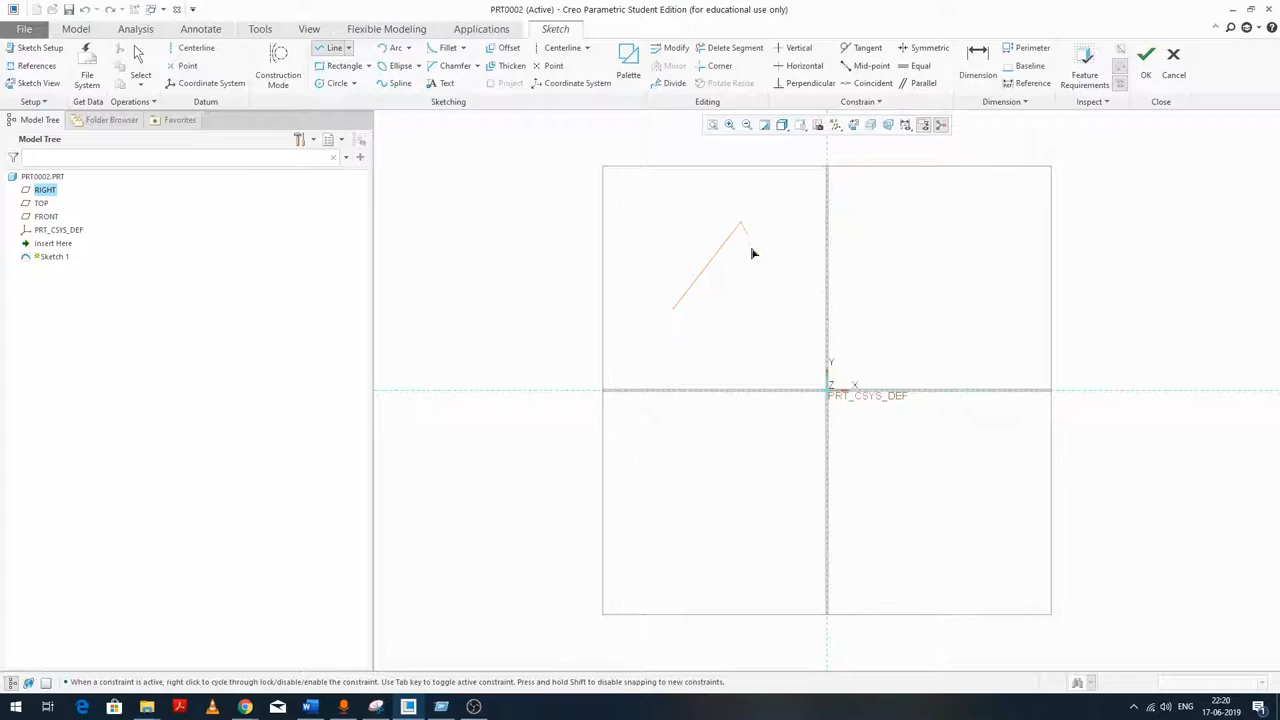 PRT0002 (Active) - Creo Parametric Student Edition (for educational use only)
File Model Analysis Annotate Tools View Flexible Modeling Applications Sketch
Sketch Setup
References
Sketch View
Setup
File System
Get Data
Select
Operations
Centerline
Point
Coordinate System
Datum
Construction Mode
Line Arc Fillet Offset Centerline
Rectangle Ellipse Chamfer Thicken Point
Circle Spline Text Project Coordinate System
Sketching
Palette
Modify Delete Segment
Mirror Corner
Divide Rotate Resize
Editing
Vertical Tangent Symmetric
Horizontal Mid-point Equal
Perpendicular Coincident Parallel
Constrain
Dimension
Perimeter
Baseline
Reference
Dimension
Feature Requirements
Inspect
OK
Cancel
Close
Model Tree Folder Browser Favorites
Model Tree
PRT0002.PRT
RIGHT
TOP
FRONT
PRT_CSYS_DEF
Insert Here
Sketch 1
Y
Z X
PRT_CSYS_DEF
When a constraint is active, right click to cycle through lock/disable/enable the constraint. Use Tab key to toggle active constraint. Press and hold Shift to disable snapping to new constraints.
ENG
22:20
17-06-2019